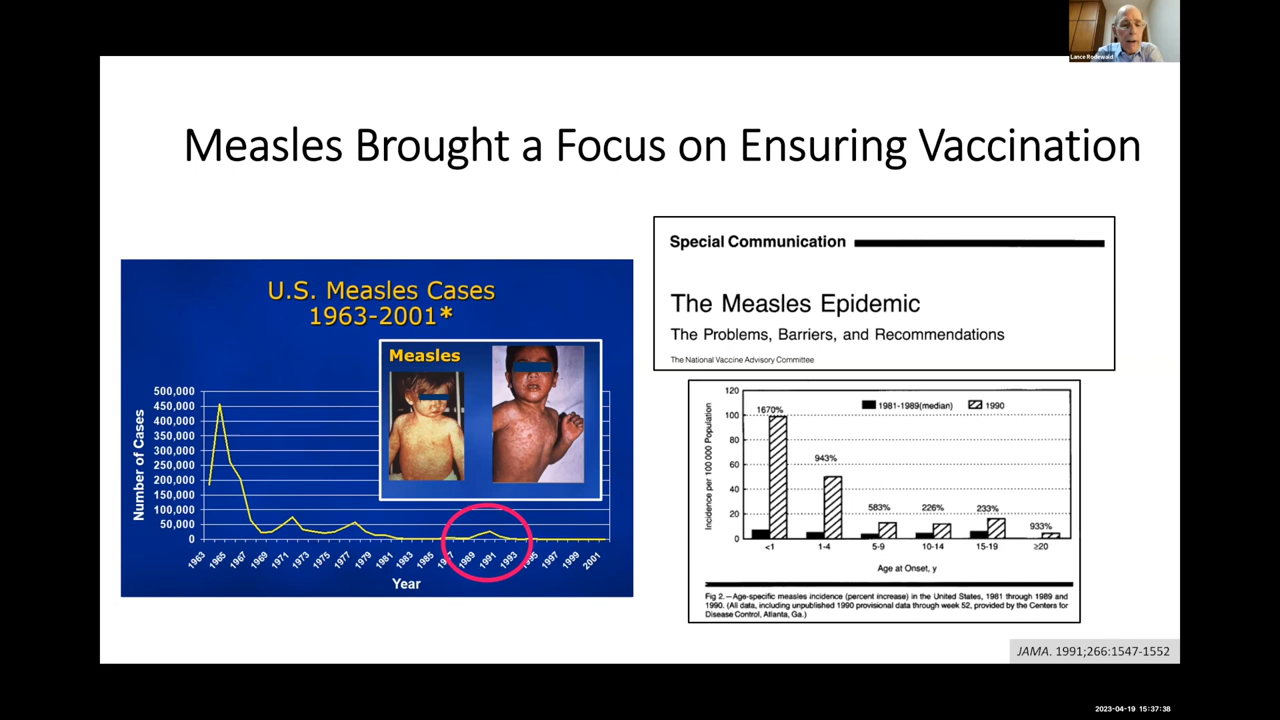 Lance Rodewald
Measles Brought a Focus on Ensuring Vaccination
U.S. Measles Cases
1963-2001*
Measles
Number of Cases
500,000
450,000
400,000
350,000
300,000
250,000
200,000
150,000
100,000
50,000
0
1963 1965 1967 1969 1971 1973 1975 1977 1979 1981 1983 1985 1987 1989 1991 1993 1995 1997 1999 2001
Year
Special Communication
The Measles Epidemic
The Problems, Barriers, and Recommendations
The National Vaccine Advisory Committee
Incidence per 100 000 Population
120
100
80
60
40
20
0
1981-1989(median) 1990
1670%
943%
583%
226%
233%
933%
<1 1-4 5-9 10-14 15-19 ≥20
Age at Onset, y
Fig 2.—Age-specific measles incidence (percent increase) in the United States, 1981 through 1989 and
1990. (All data, including unpublished 1990 provisional data through week 52, provided by the Centers for
Disease Control, Atlanta, Ga.)
JAMA. 1991;266:1547-1552
2023-04-19 15:37:38